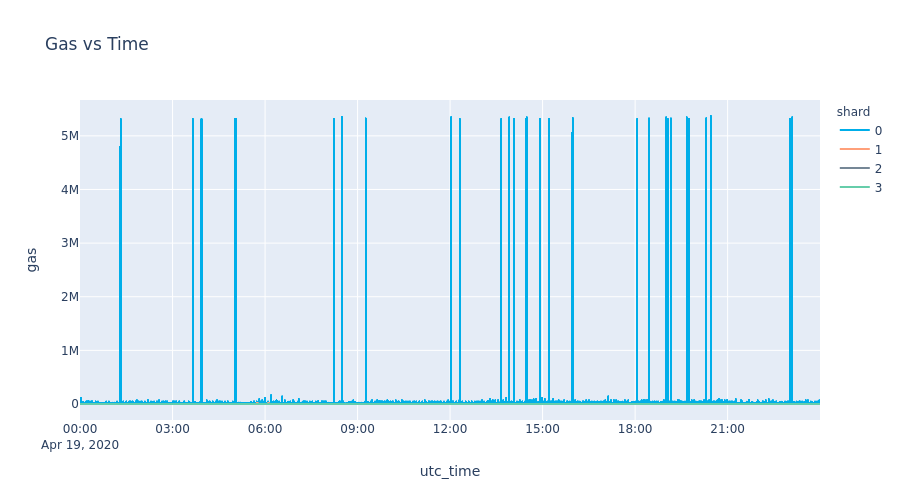 Gas vs Time
shard
0
1
2
3
gas
5M
4M
3M
2M
1M
0
00:00
03:00
06:00
09:00
12:00
15:00
18:00
21:00
Apr 19, 2020
utc_time